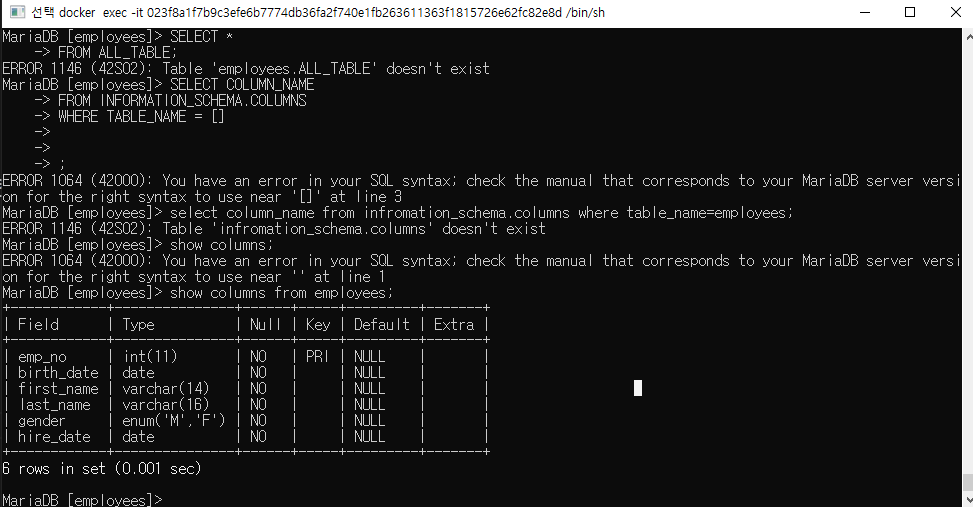 선택 docker  exec -it 023f8a1f7b9c3efe6b7774db36fa2f740e1fb263611363f1815726e62fc82e8d /bin/sh
MariaDB [employees]> SELECT *
    -> FROM ALL_TABLE;
ERROR 1146 (42S02): Table 'employees.ALL_TABLE' doesn't exist
MariaDB [employees]> SELECT COLUMN_NAME
    -> FROM INFORMATION_SCHEMA.COLUMNS
    -> WHERE TABLE_NAME = []
    ->
    ->
    -> ;
ERROR 1064 (42000): You have an error in your SQL syntax; check the manual that corresponds to your MariaDB server versi
on for the right syntax to use near '[]' at line 3
MariaDB [employees]> select column_name from infromation_schema.columns where table_name=employees;
ERROR 1146 (42S02): Table 'infromation_schema.columns' doesn't exist
MariaDB [employees]> show columns;
ERROR 1064 (42000): You have an error in your SQL syntax; check the manual that corresponds to your MariaDB server versi
on for the right syntax to use near '' at line 1
MariaDB [employees]> show columns from employees;
+------------+---------------+------+-----+---------+-------+
| Field      | Type          | Null | Key | Default | Extra |
+------------+---------------+------+-----+---------+-------+
| emp_no     | int(11)       | NO   | PRI | NULL    |       |
| birth_date | date          | NO   |     | NULL    |       |
| first_name | varchar(14)   | NO   |     | NULL    |       |
| last_name  | varchar(16)   | NO   |     | NULL    |       |
| gender     | enum('M','F') | NO   |     | NULL    |       |
| hire_date  | date          | NO   |     | NULL    |       |
+------------+---------------+------+-----+---------+-------+
6 rows in set (0.001 sec)
MariaDB [employees]>